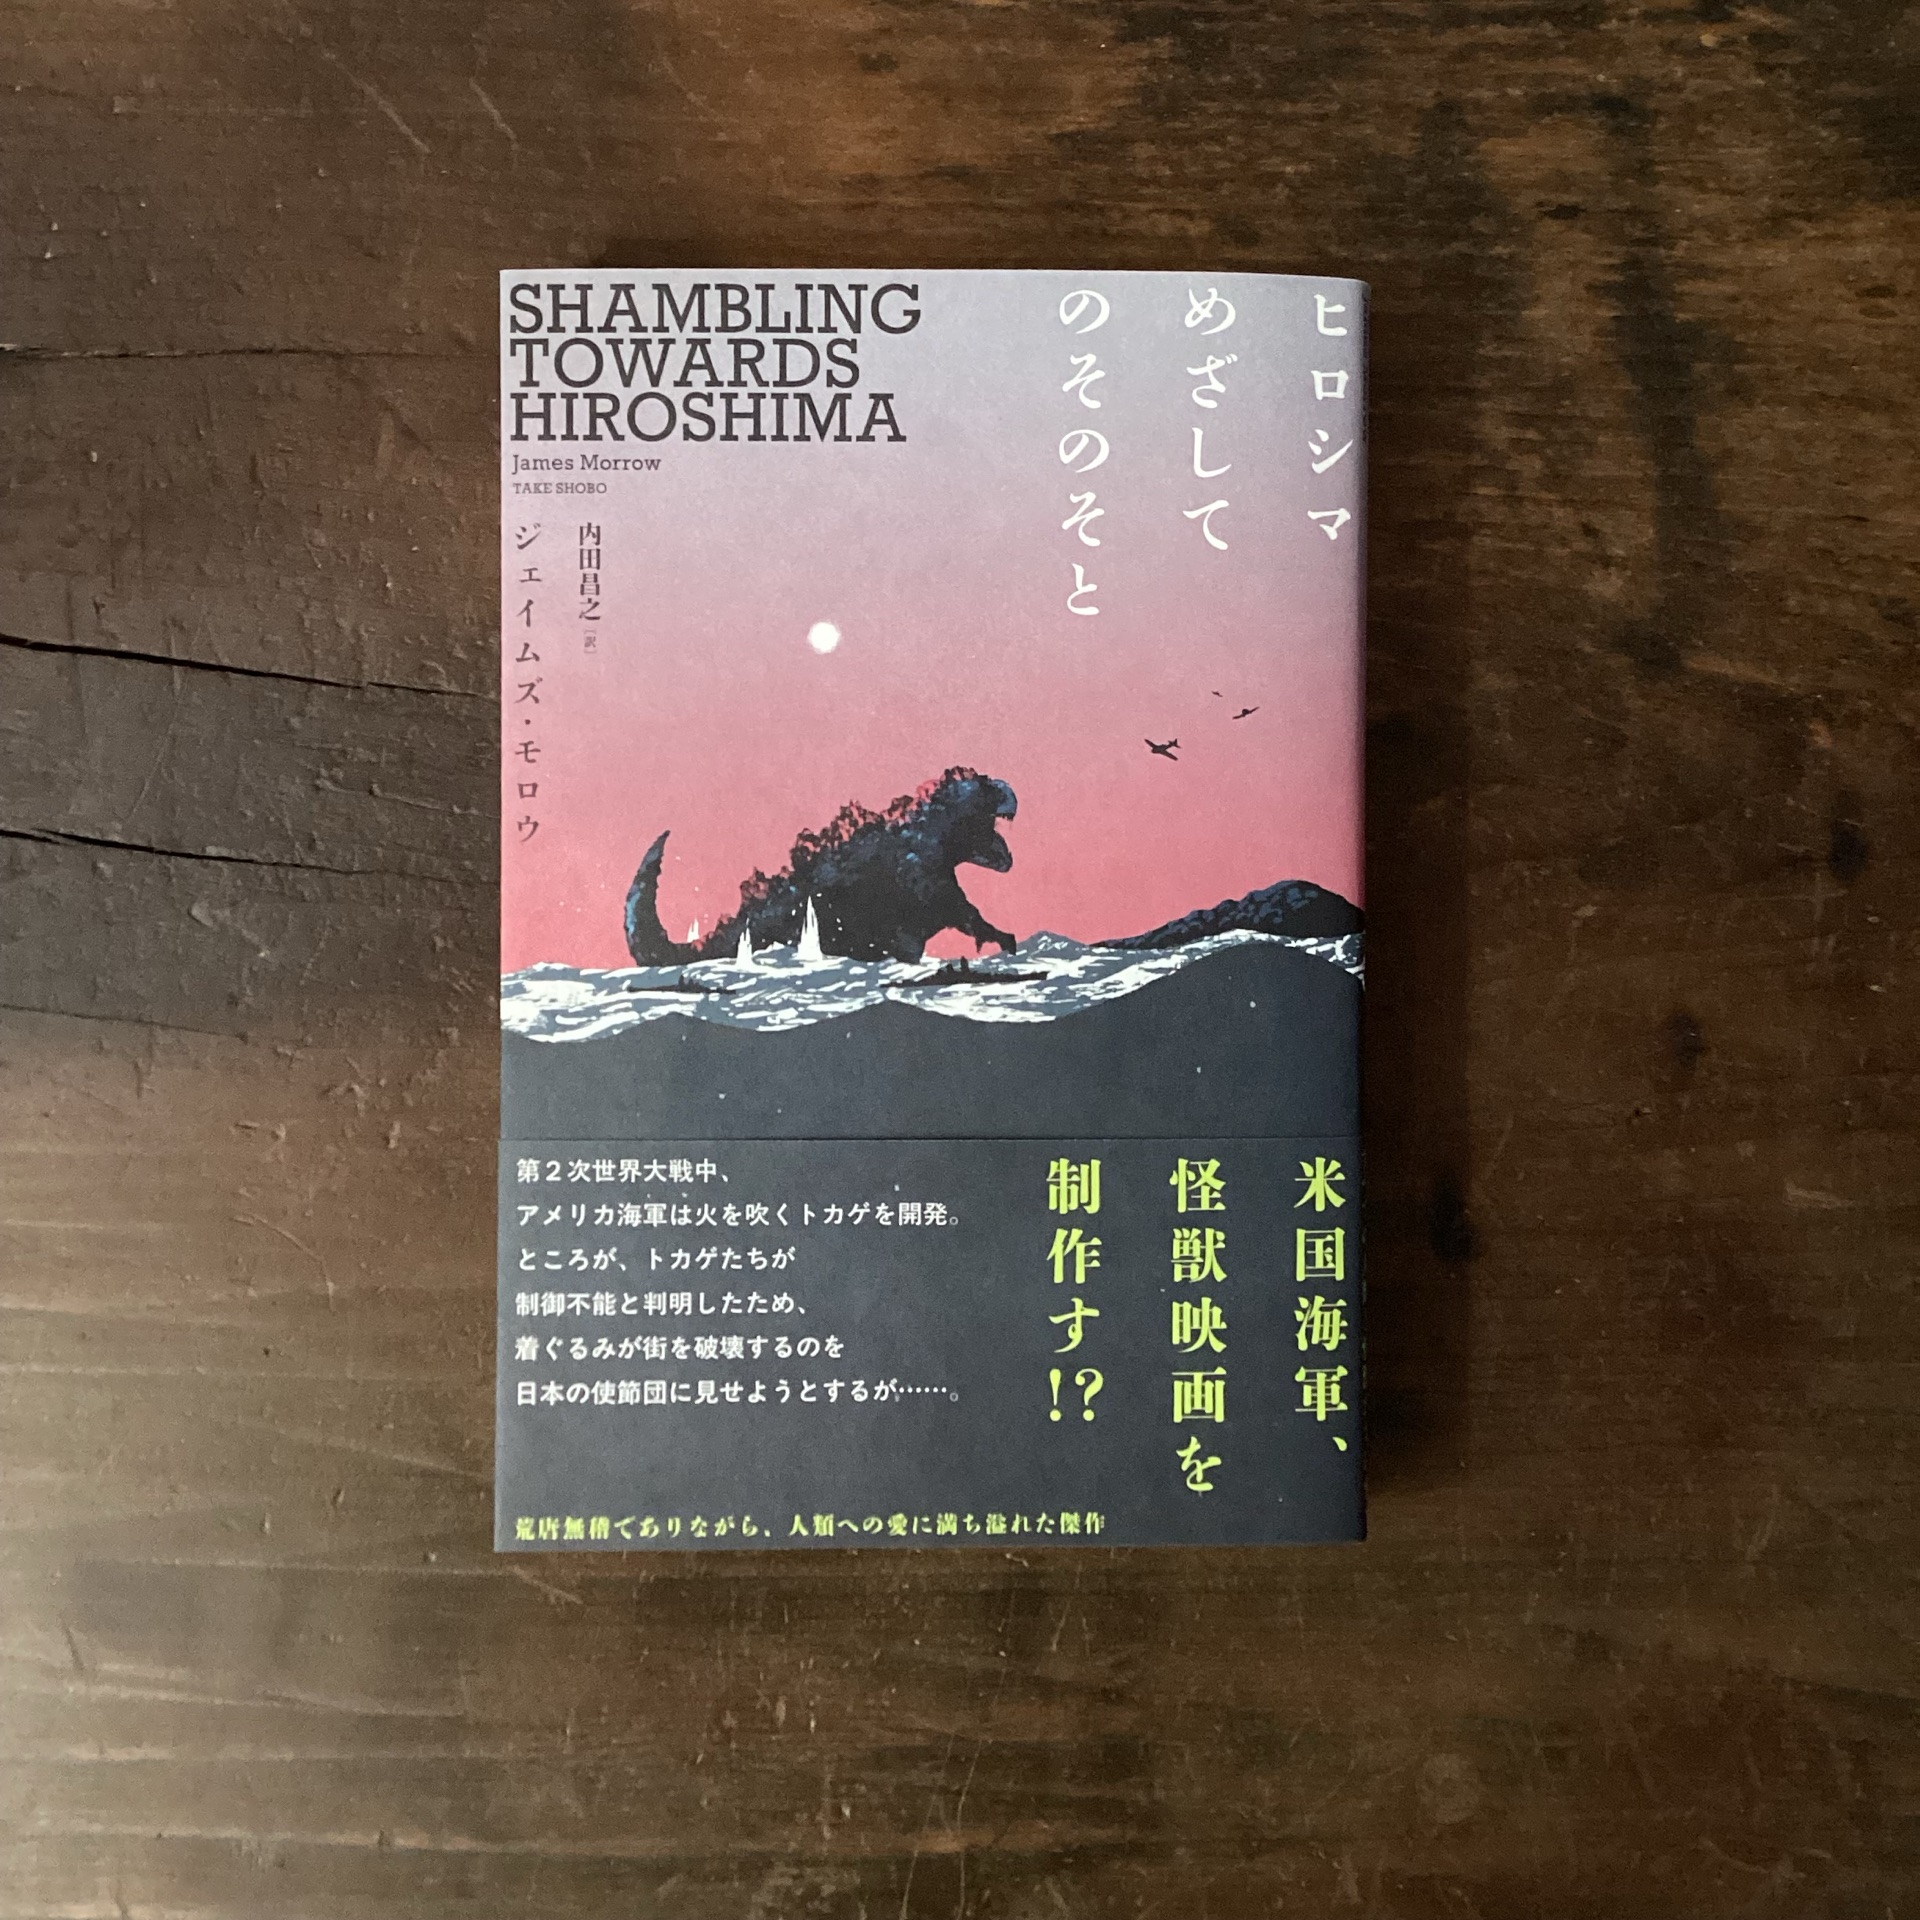 SHAMBLING
TOWARDS
HIROSHIMA
James Morrow
TAKE SHOBO
ヒロシマ
めざして
のそのそと
内田昌之［訳］
ジェイムズ・モロウ
米国海軍、
怪獣映画を
制作す!?
第２次世界大戦中、
アメリカ海軍は火を吹くトカゲを開発。
ところが、トカゲたちが
制御不能と判明したため、
着ぐるみが街を破壊するのを
日本の使節団に見せようとするが……。
荒唐無稽でありながら、人類への愛に満ち溢れた傑作